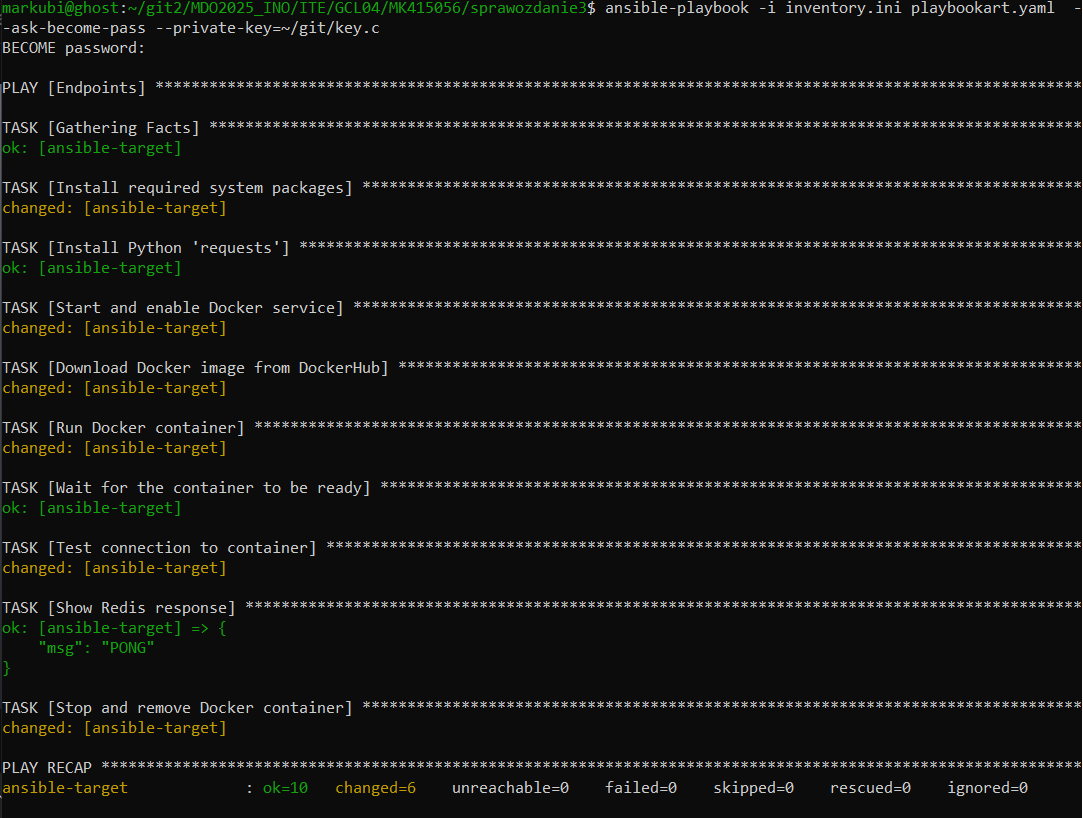 markubi@ghost:~/git2/MDO2025_INO/ITE/GCL04/MK415056/sprawozdanie3$ ansible-playbook -i inventory.ini playbookart.yaml  -
-ask-become-pass --private-key=~/git/key.c
BECOME password:
PLAY [Endpoints] *******************************************************************************************************
TASK [Gathering Facts] *************************************************************************************************
ok: [ansible-target]
TASK [Install required system packages] ********************************************************************************
changed: [ansible-target]
TASK [Install Python 'requests'] ***************************************************************************************
ok: [ansible-target]
TASK [Start and enable Docker service] *********************************************************************************
changed: [ansible-target]
TASK [Download Docker image from DockerHub] ****************************************************************************
changed: [ansible-target]
TASK [Run Docker container] ********************************************************************************************
changed: [ansible-target]
TASK [Wait for the container to be ready] ******************************************************************************
ok: [ansible-target]
TASK [Test connection to container] ************************************************************************************
changed: [ansible-target]
TASK [Show Redis response] *********************************************************************************************
ok: [ansible-target] => {
    "msg": "PONG"
}
TASK [Stop and remove Docker container] ********************************************************************************
changed: [ansible-target]
PLAY RECAP *************************************************************************************************************
ansible-target             : ok=10   changed=6    unreachable=0    failed=0    skipped=0    rescued=0    ignored=0